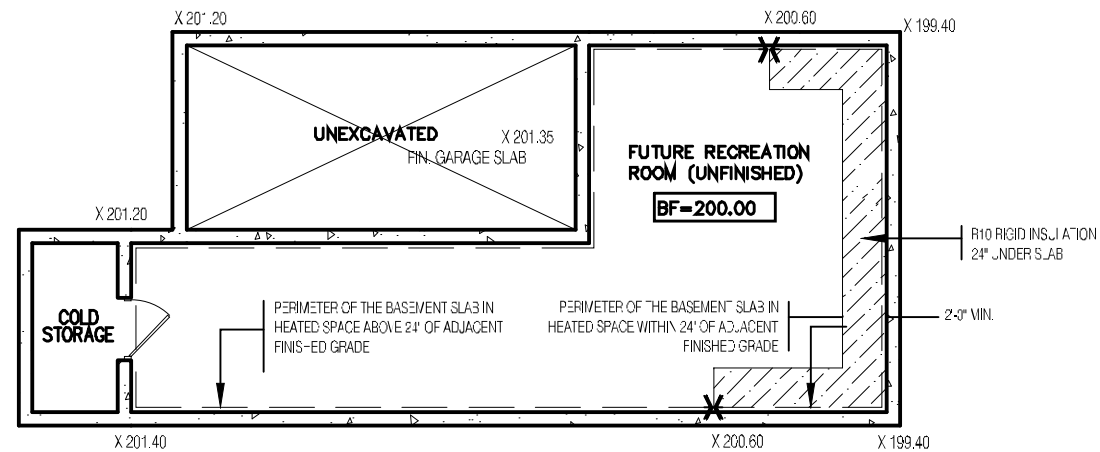 X 201.20
X 200.60
X 199.40
UNEXCAVATED
X 201.35
FIN. GARAGE SLAB
FUTURE RECREATION
ROOM (UNFINISHED)
BF=200.00
X 201.20
R10 RIGID INSULATION
24" UNDER SLAB
COLD
STORAGE
PERIMETER OF THE BASEMENT SLAB IN
HEATED SPACE ABOVE 24" OF ADJACENT
FINISHED GRADE
PERIMETER OF THE BASEMENT SLAB IN
HEATED SPACE WITHIN 24" OF ADJACENT
FINISHED GRADE
2'-0" MIN.
X 201.40
X 200.60
X 199.40